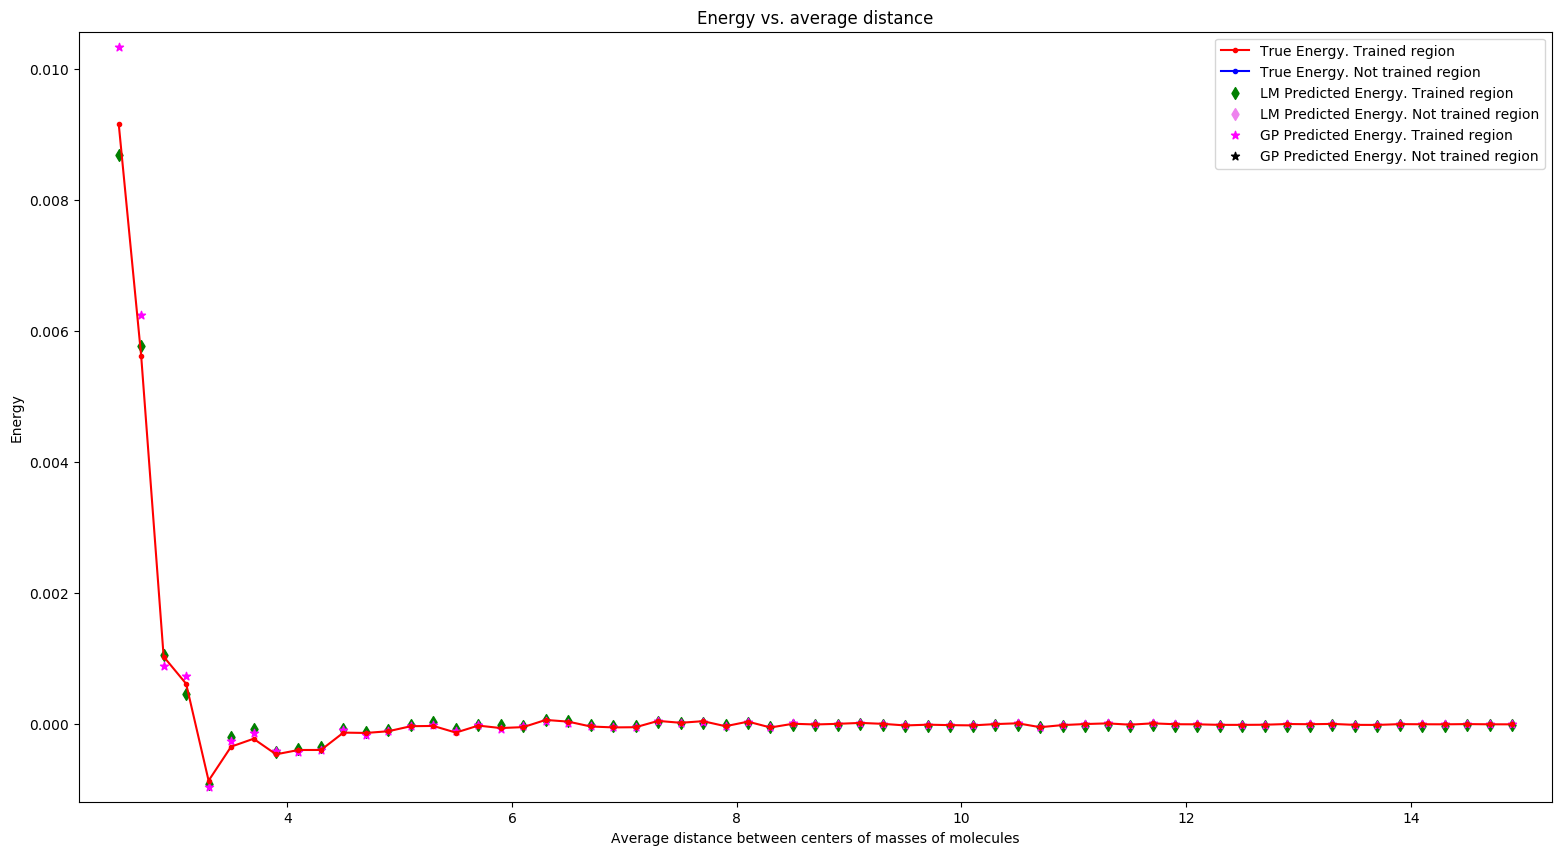 Energy vs. average distance
True Energy. Trained region
True Energy. Not trained region
LM Predicted Energy. Trained region
LM Predicted Energy. Not trained region
GP Predicted Energy. Trained region
GP Predicted Energy. Not trained region
0.010
0.008
0.006
0.004
0.002
0.000
Energy
4 6 8 10 12 14
Average distance between centers of masses of molecules